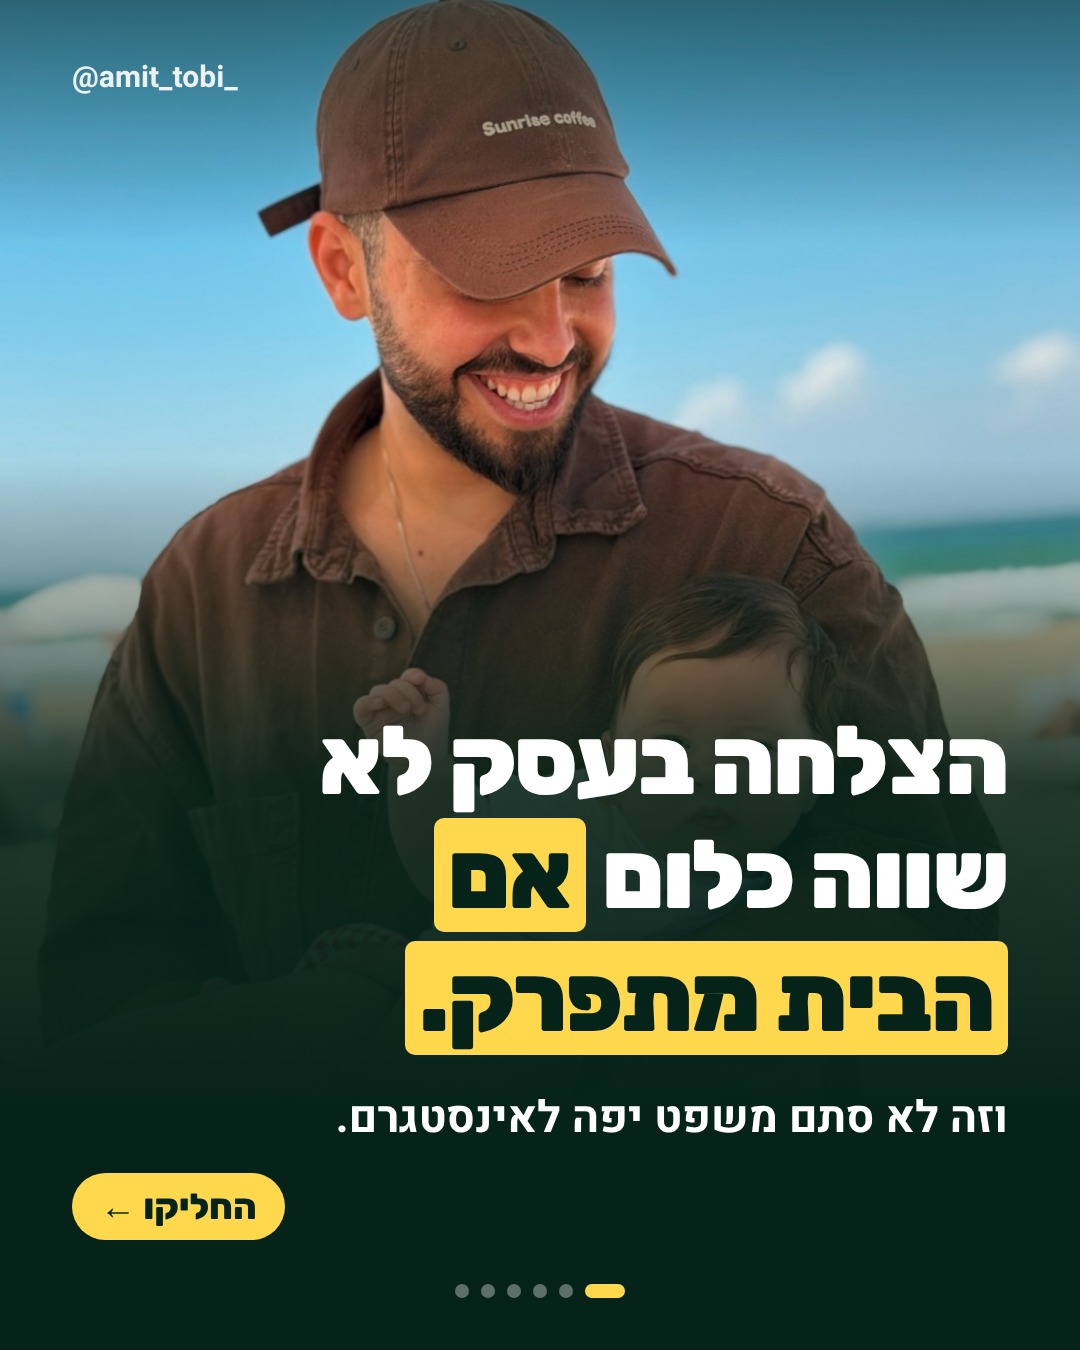 @amit_tobi_
Sunrise coffee
הצלחה בעסק לא
שווה כלום אם
הבית מתפרק.
וזה לא סתם משפט יפה לאינסטגרם.
החליקו ←